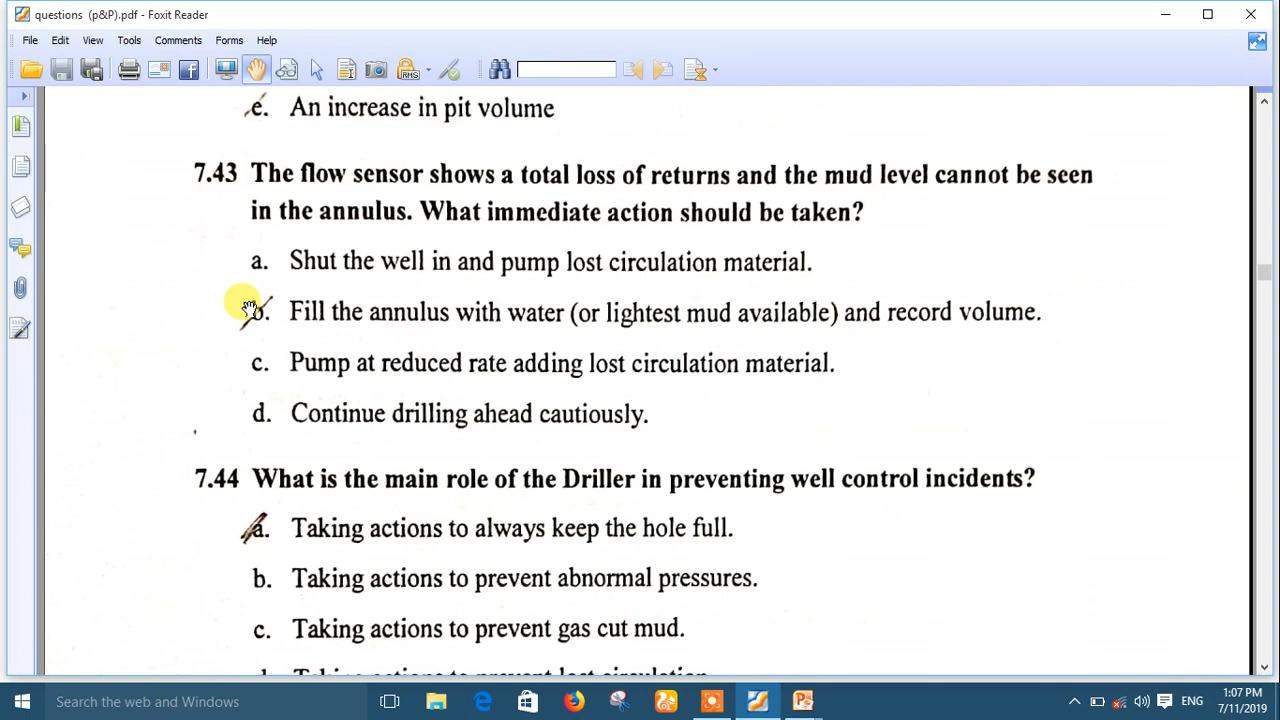 questions (p&P).pdf - Foxit Reader
File Edit View Tools Comments Forms Help
e. An increase in pit volume
7.43 The flow sensor shows a total loss of returns and the mud level cannot be seen
in the annulus. What immediate action should be taken?
a. Shut the well in and pump lost circulation material.
b. Fill the annulus with water (or lightest mud available) and record volume.
c. Pump at reduced rate adding lost circulation material.
d. Continue drilling ahead cautiously.
7.44 What is the main role of the Driller in preventing well control incidents?
a. Taking actions to always keep the hole full.
b. Taking actions to prevent abnormal pressures.
c. Taking actions to prevent gas cut mud.
Taking actions to prevent lost circulation
Search the web and Windows
ENG
1:07 PM
7/11/2019